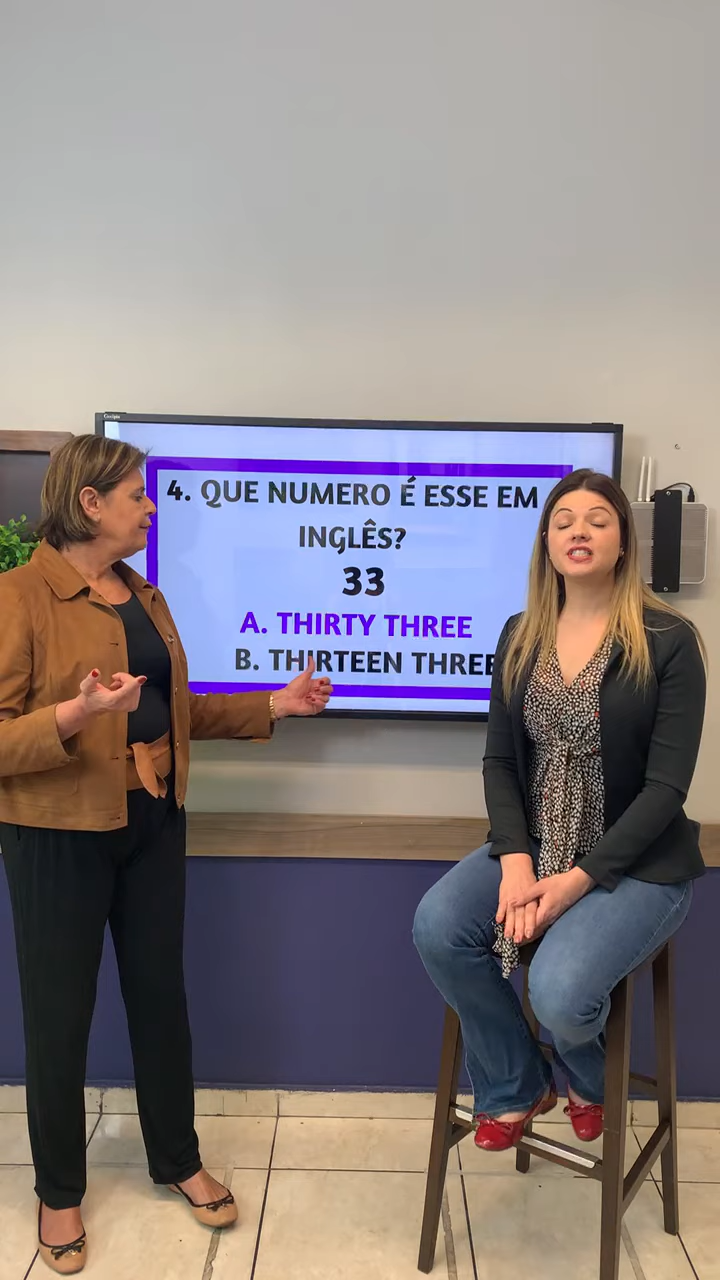 4. QUE NUMERO É ESSE EM
INGLÊS?
33
A. THIRTY THREE
B. THIRTEEN THREE